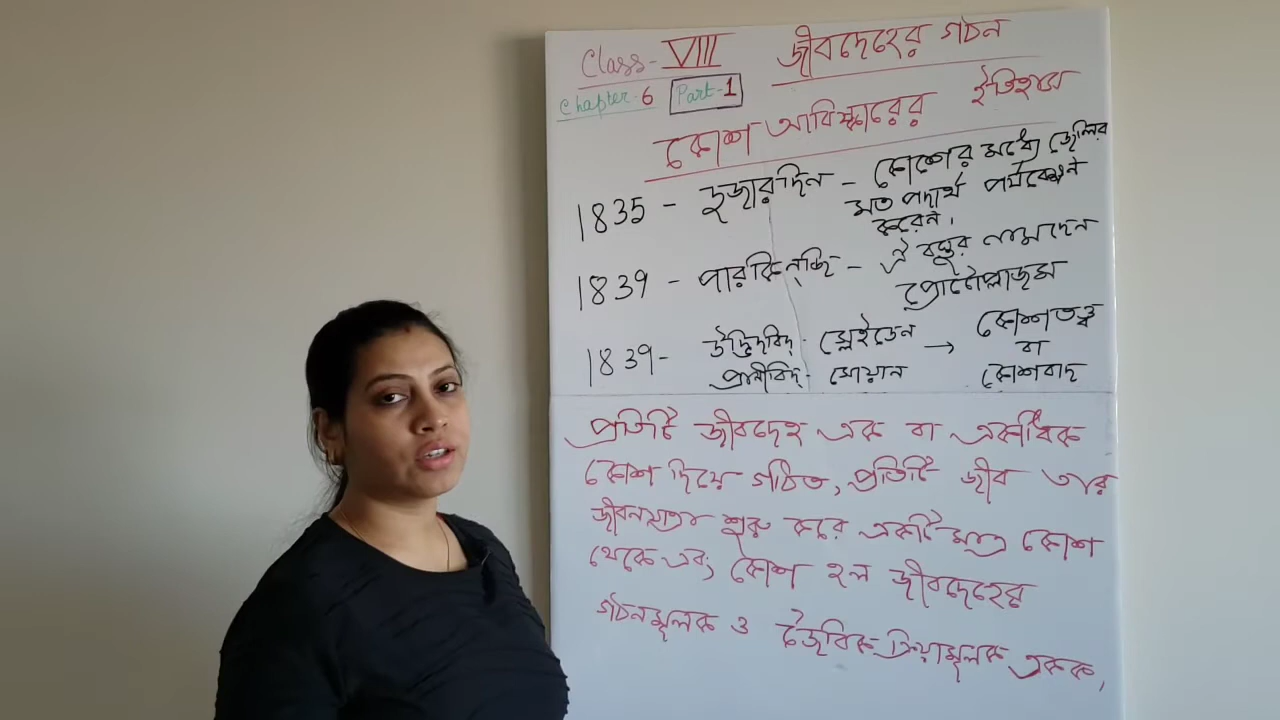 Class - VIII জীবদেহের গঠন
Chapter - 6 Part-1
কোশ আবিষ্কারের ইতিহাস
1835 - দুজারদিন - কোশের মধ্যে জেলির
মত পদার্থ পর্যবেক্ষণ
করেন।
1839 - পারকিনজি - ঐ বস্তুর নাম দেন
প্রোটোপ্লাজম
1839 - উদ্ভিদবিদ - স্লেইডেন → কোশতত্ত্ব
বা
প্রাণীবিদ - সোয়ান কোশবাদ
প্রতিটি জীবদেহ এক বা একাধিক
কোশ দিয়ে গঠিত, প্রতিটি জীব তার
জীবনযাত্রা শুরু করে একটি মাত্র কোশ
থেকে এবং কোশ হল জীবদেহের
গঠনমূলক ও জৈবিক ক্রিয়ামূলক একক,